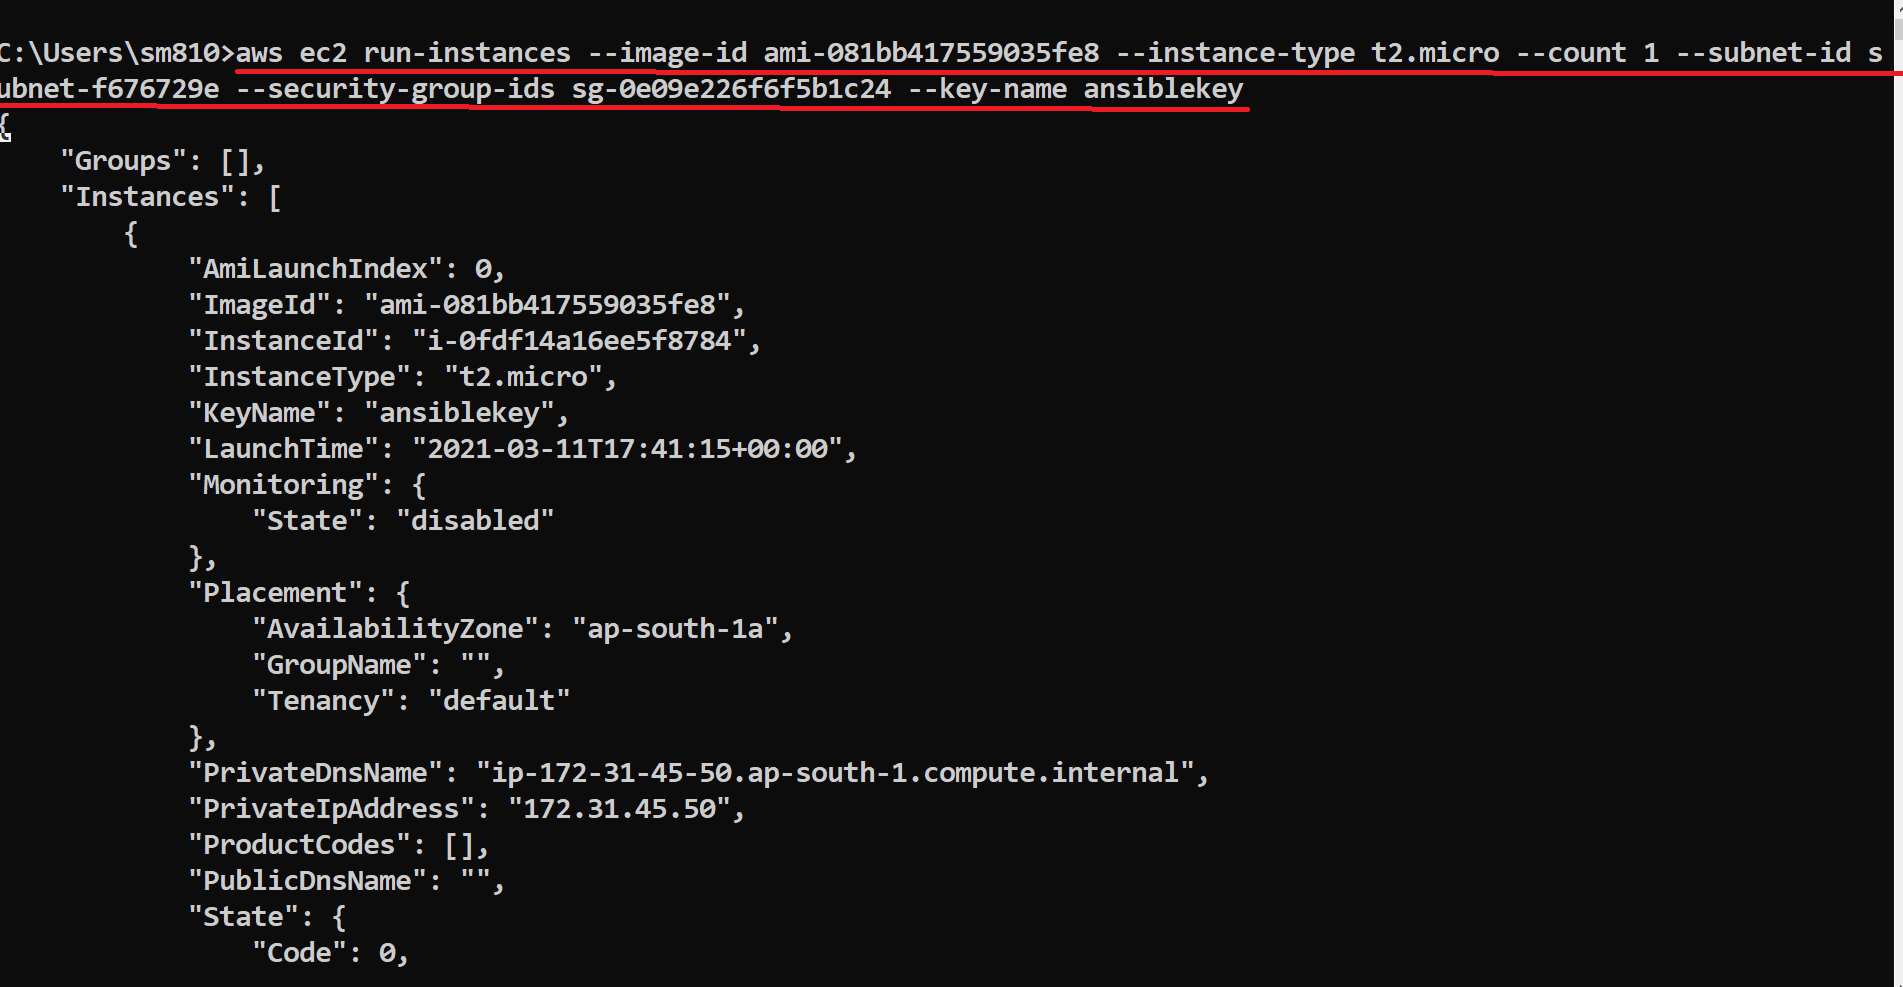 C:\Users\sm810>aws ec2 run-instances --image-id ami-081bb417559035fe8 --instance-type t2.micro --count 1 --subnet-id s
ubnet-f676729e --security-group-ids sg-0e09e226f6f5b1c24 --key-name ansiblekey
{
    "Groups": [],
    "Instances": [
        {
            "AmiLaunchIndex": 0,
            "ImageId": "ami-081bb417559035fe8",
            "InstanceId": "i-0fdf14a16ee5f8784",
            "InstanceType": "t2.micro",
            "KeyName": "ansiblekey",
            "LaunchTime": "2021-03-11T17:41:15+00:00",
            "Monitoring": {
                "State": "disabled"
            },
            "Placement": {
                "AvailabilityZone": "ap-south-1a",
                "GroupName": "",
                "Tenancy": "default"
            },
            "PrivateDnsName": "ip-172-31-45-50.ap-south-1.compute.internal",
            "PrivateIpAddress": "172.31.45.50",
            "ProductCodes": [],
            "PublicDnsName": "",
            "State": {
                "Code": 0,